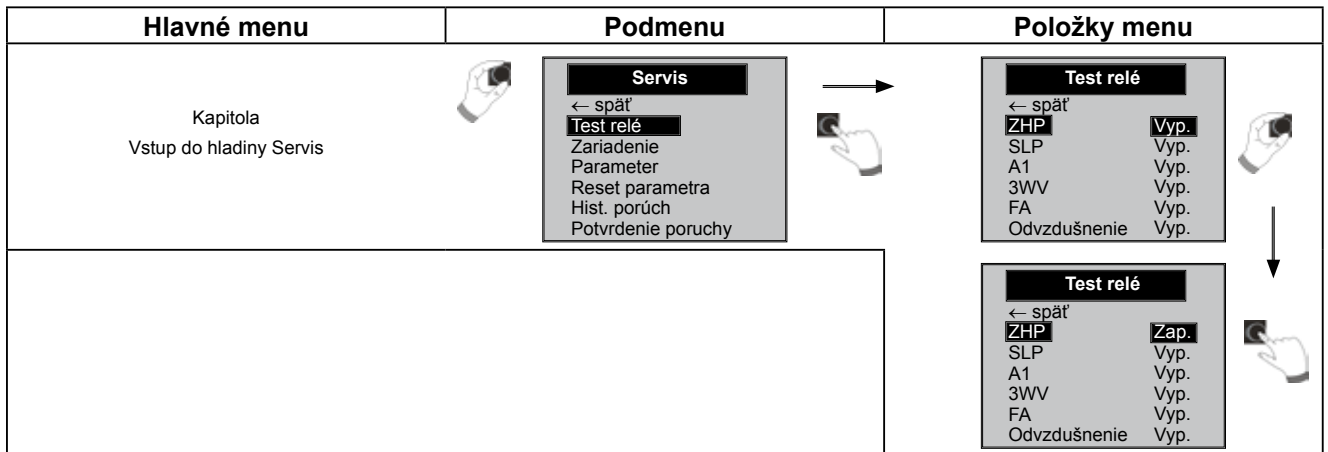 Hlavné menu
Podmenu
Položky menu
Kapitola
Vstup do hladiny Servis
Servis
← späť
Test relé
Zariadenie
Parameter
Reset parametra
Hist. porúch
Potvrdenie poruchy
Test relé
← späť
ZHP Vyp.
SLP Vyp.
A1 Vyp.
3WV Vyp.
FA Vyp.
Odvzdušnenie Vyp.
Test relé
← späť
ZHP Zap.
SLP Vyp.
A1 Vyp.
3WV Vyp.
FA Vyp.
Odvzdušnenie Vyp.